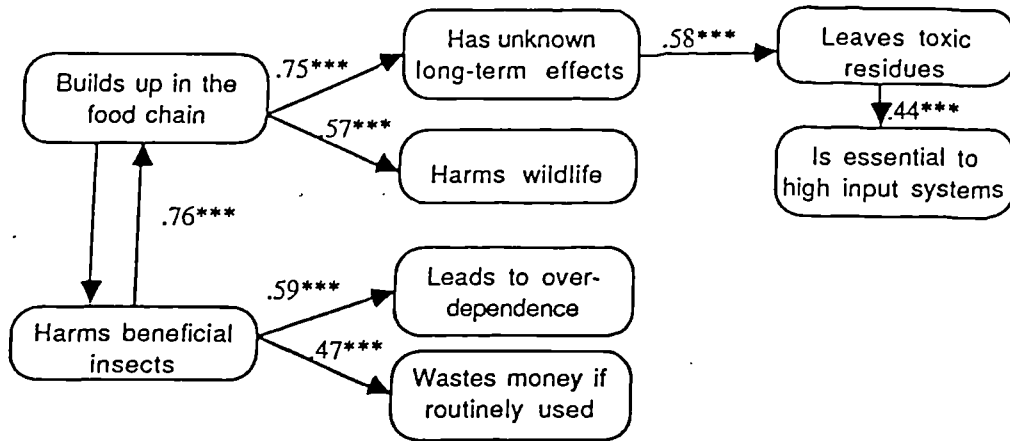 Has unknown
long-term effects
.58***
Leaves toxic
residues
Builds up in the
food chain
.75***
.57***
.44***
Harms wildlife
Is essential to
high input systems
.76***
Harms beneficial
insects
.59***
Leads to over-
dependence
.47***
Wastes money if
routinely used